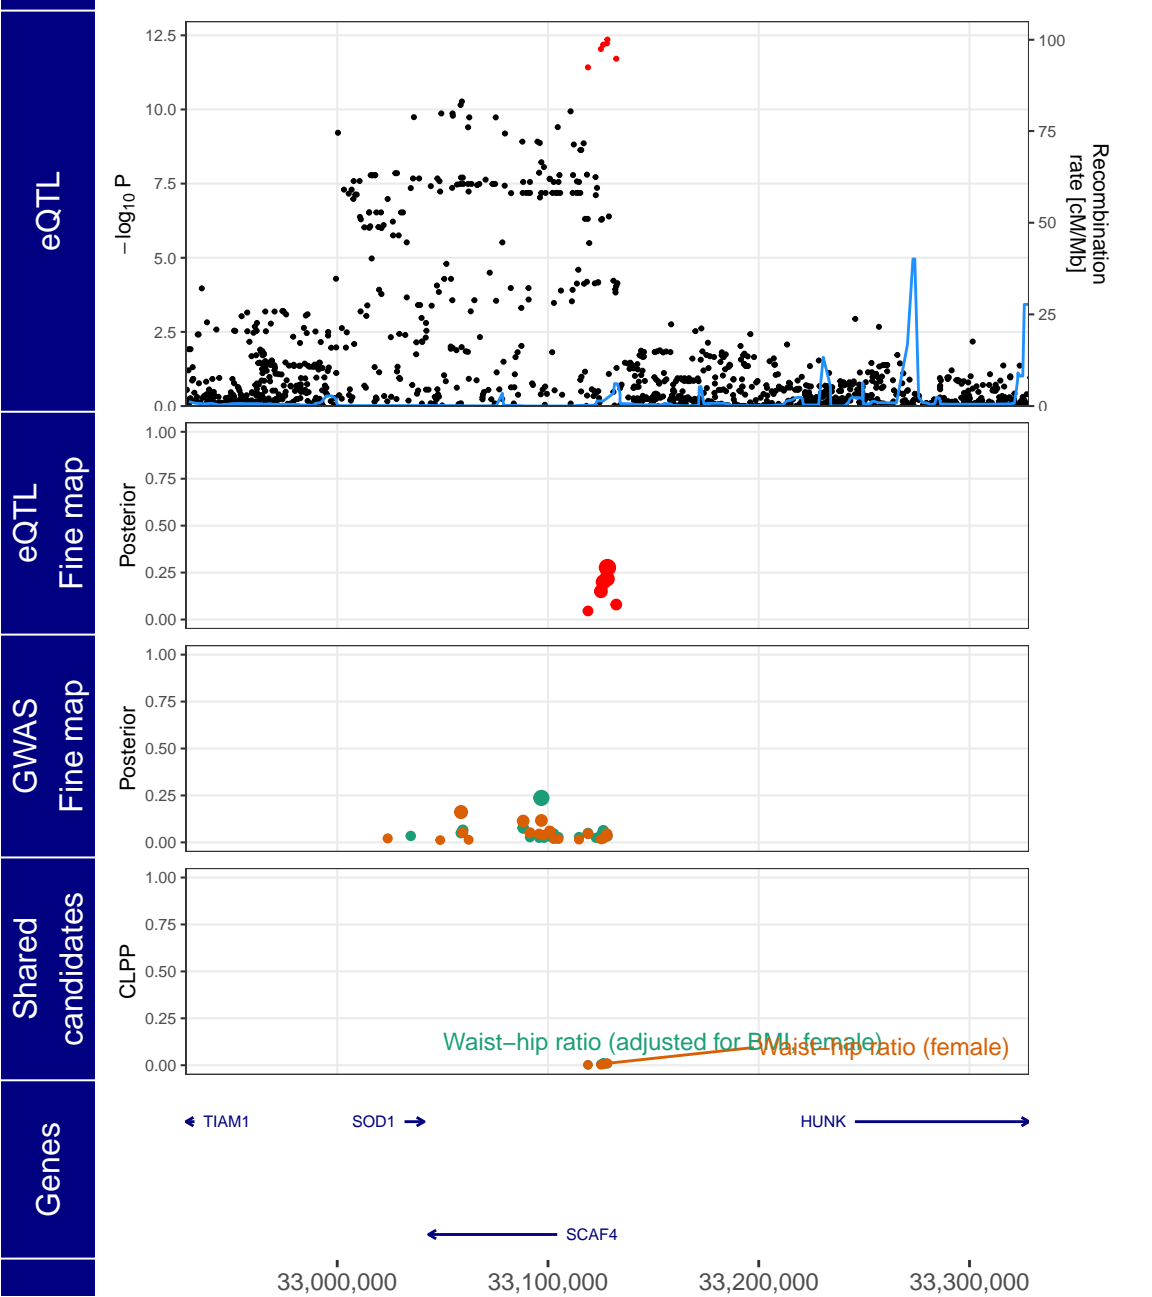 eQTL
−log10 P
12.5
10.0
7.5
5.0
2.5
0.0
100
75
50
25
0
Recombination
rate [cM/Mb]
eQTL
Fine map
Posterior
1.00
0.75
0.50
0.25
0.00
GWAS
Fine map
Posterior
1.00
0.75
0.50
0.25
0.00
Shared
candidates
CLPP
1.00
0.75
0.50
0.25
0.00
Waist−hip ratio (adjusted for BMI, female)
Waist−hip ratio (female)
Genes
TIAM1
SOD1
HUNK
SCAF4
33,000,000
33,100,000
33,200,000
33,300,000